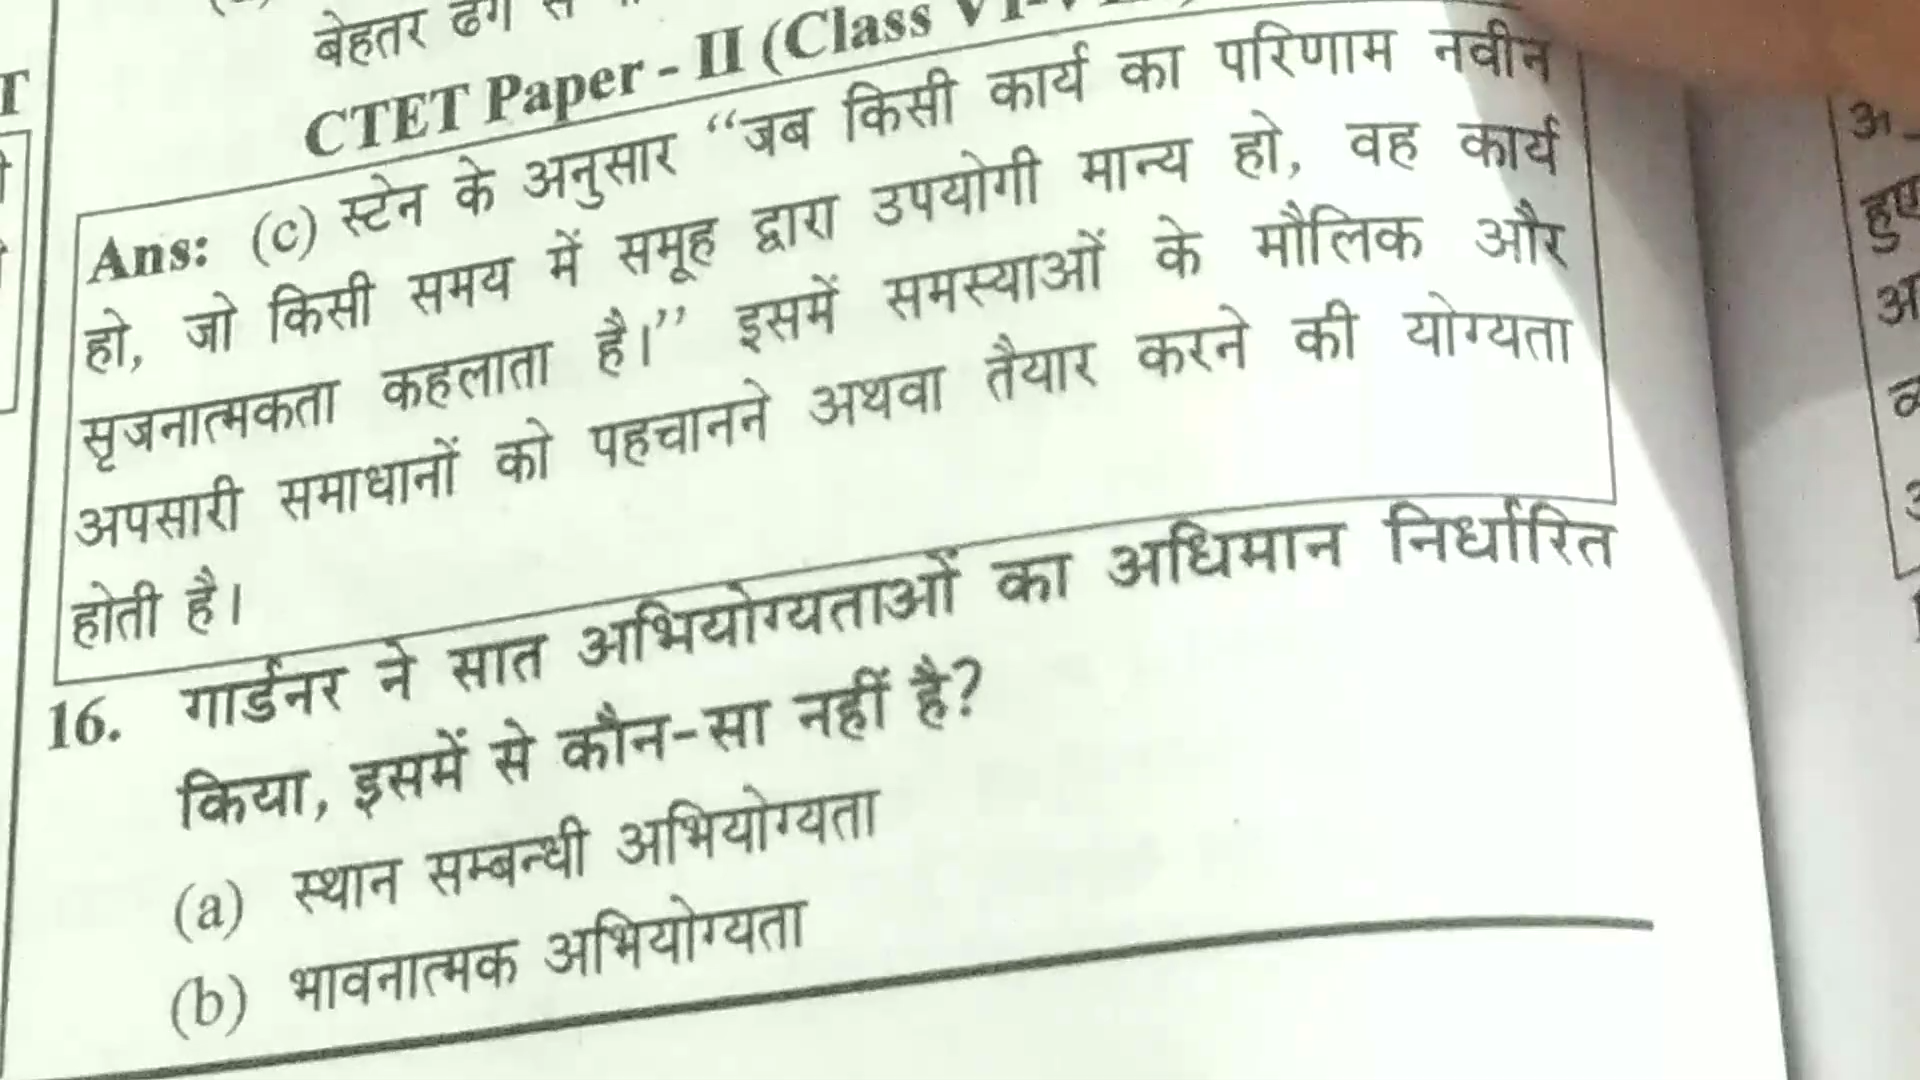 बेहतर ढंग से
CTET Paper - II (Class
Ans: (c) स्टेन के अनुसार “जब किसी कार्य का परिणाम नवीन
हो, जो किसी समय में समूह द्वारा उपयोगी मान्य हो, वह कार्य
सृजनात्मकता कहलाता है।” इसमें समस्याओं के मौलिक और
अपसारी समाधानों को पहचानने अथवा तैयार करने की योग्यता
होती है।
16. गार्डनर ने सात अभियोग्यताओं का अधिमान निर्धारित
किया, इसमें से कौन-सा नहीं है?
(a) स्थान सम्बन्धी अभियोग्यता
(b) भावनात्मक अभियोग्यता